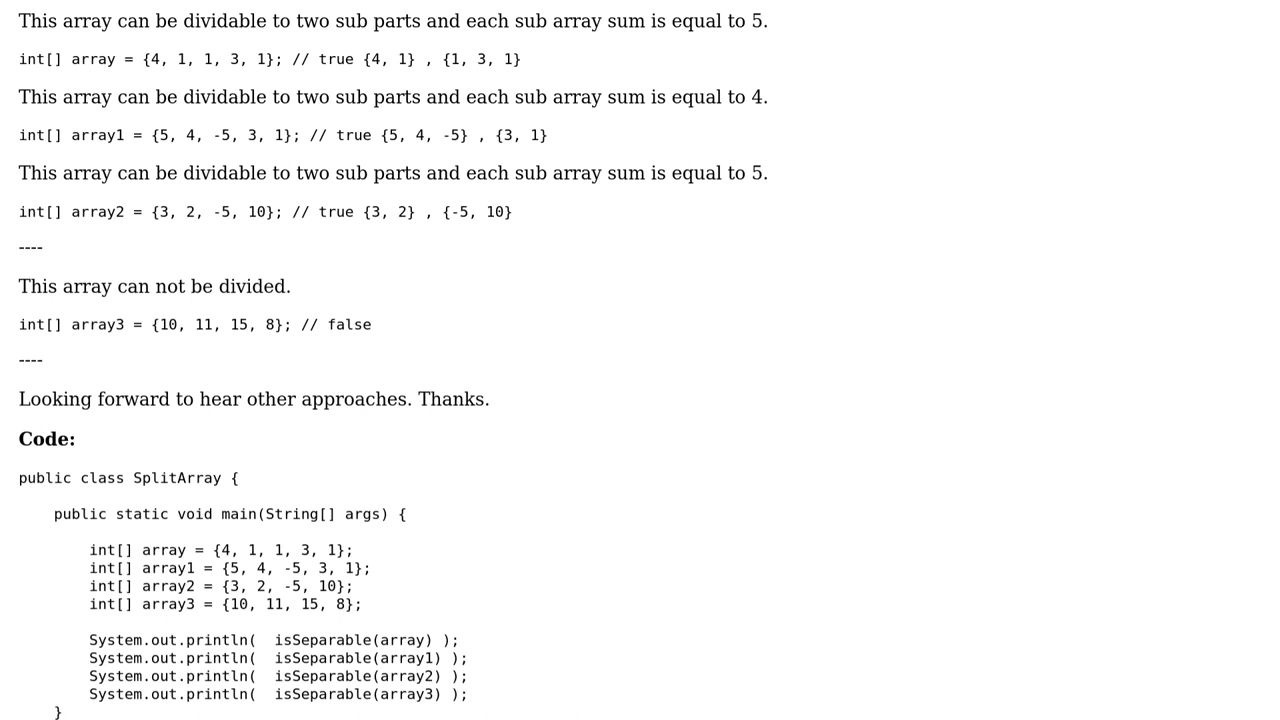 This array can be dividable to two sub parts and each sub array sum is equal to 5.
int[] array = {4, 1, 1, 3, 1}; // true {4, 1} , {1, 3, 1}
This array can be dividable to two sub parts and each sub array sum is equal to 4.
int[] array1 = {5, 4, -5, 3, 1}; // true {5, 4, -5} , {3, 1}
This array can be dividable to two sub parts and each sub array sum is equal to 5.
int[] array2 = {3, 2, -5, 10}; // true {3, 2} , {-5, 10}
----
This array can not be divided.
int[] array3 = {10, 11, 15, 8}; // false
----
Looking forward to hear other approaches. Thanks.
Code:
public class SplitArray {
    public static void main(String[] args) {
        int[] array = {4, 1, 1, 3, 1};
        int[] array1 = {5, 4, -5, 3, 1};
        int[] array2 = {3, 2, -5, 10};
        int[] array3 = {10, 11, 15, 8};
        System.out.println(  isSeparable(array) );
        System.out.println(  isSeparable(array1) );
        System.out.println(  isSeparable(array2) );
        System.out.println(  isSeparable(array3) );
    }